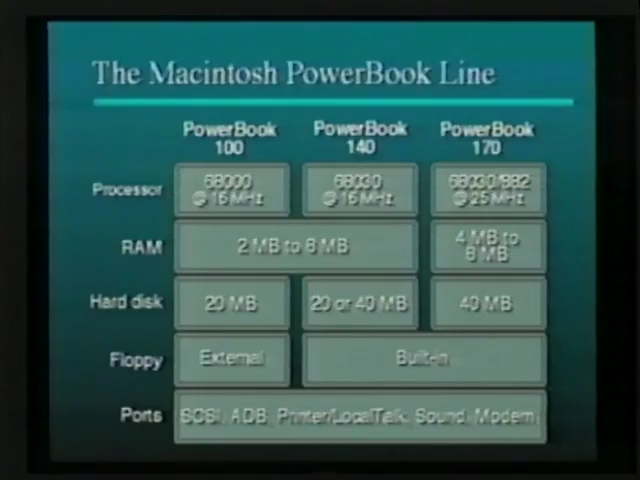 The Macintosh PowerBook Line
PowerBook 100
PowerBook 140
PowerBook 170
Processor
68000 @ 16 MHz
68030 @ 16 MHz
68030/882 @ 25 MHz
RAM
2 MB to 8 MB
4 MB to 8 MB
Hard disk
20 MB
20 or 40 MB
40 MB
Floppy
External
Built-in
Ports
SCSI, ADB, Printer/LocalTalk, Sound, Modem